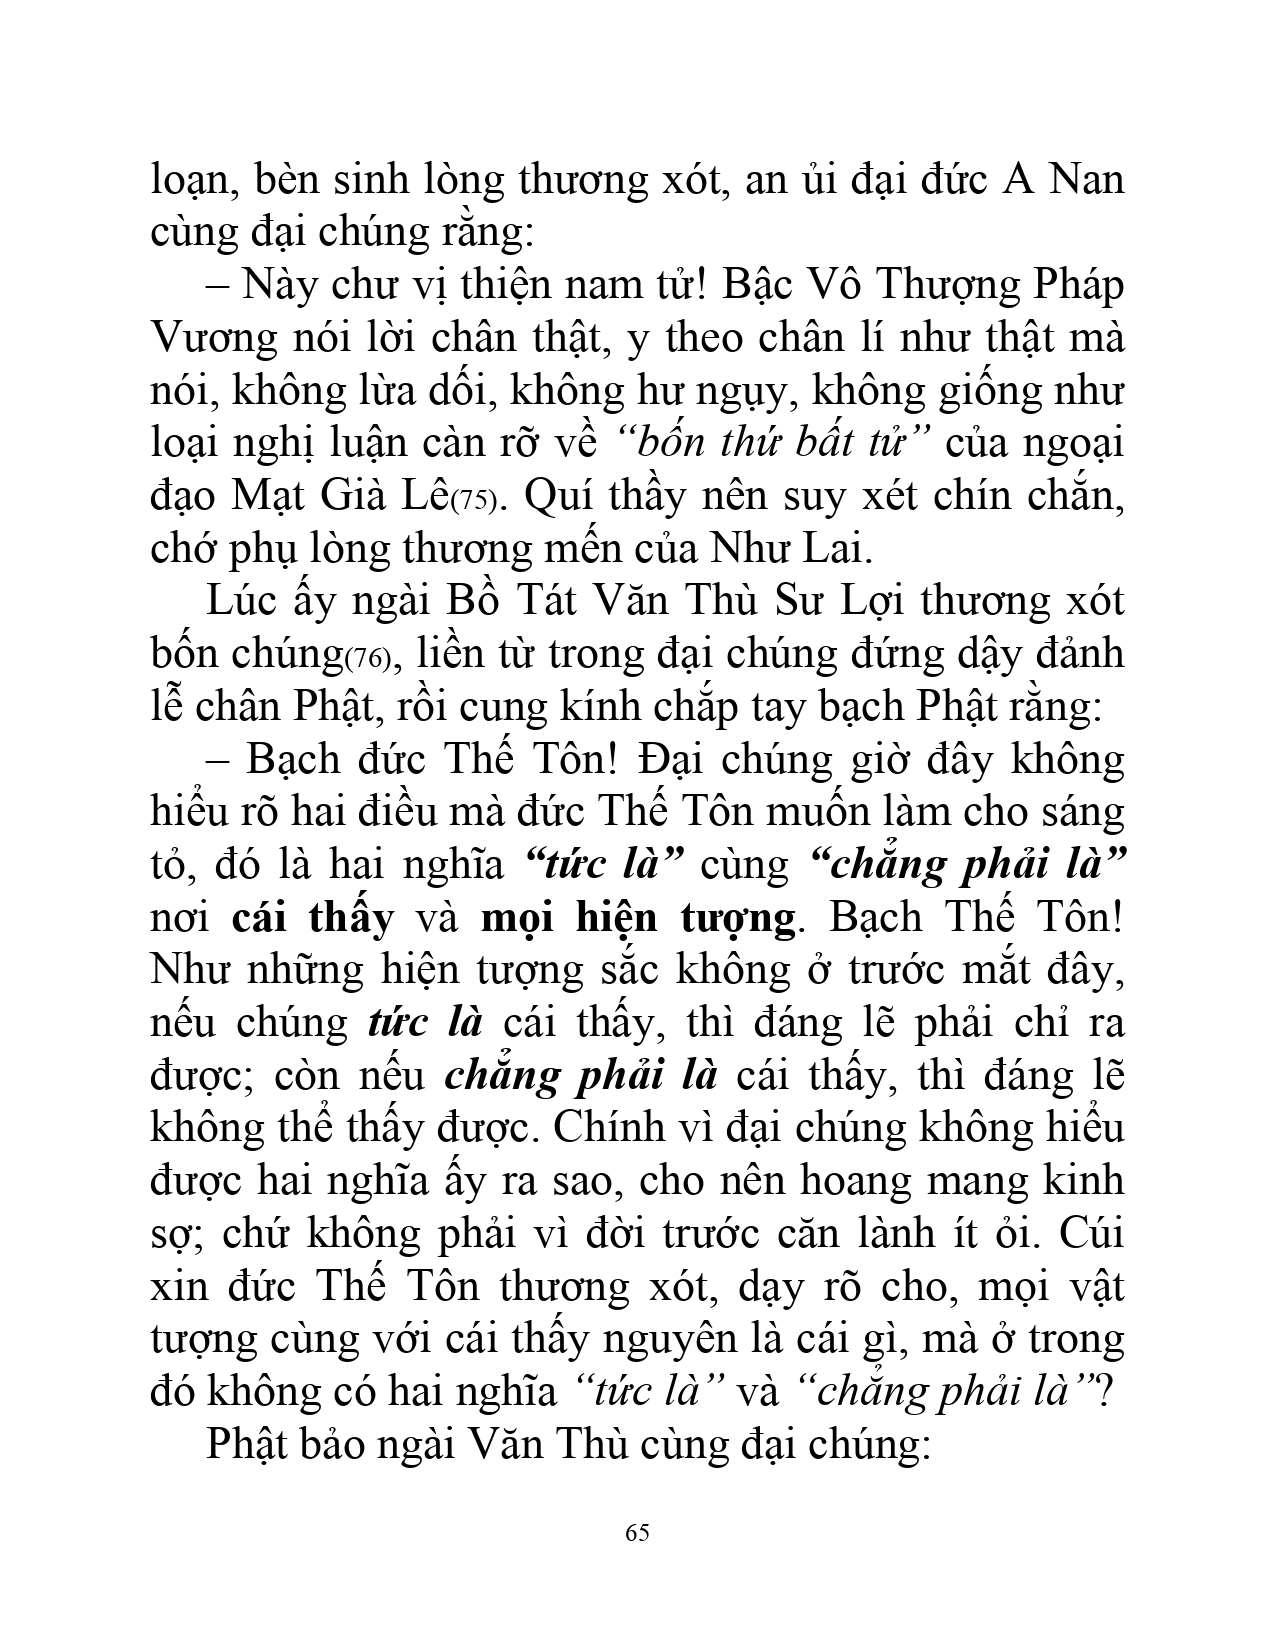 loạn, bèn sinh lòng thương xót, an ủi đại đức A Nan
cùng đại chúng rằng:
– Này chư vị thiện nam tử! Bậc Vô Thượng Pháp
Vương nói lời chân thật, y theo chân lí như thật mà
nói, không lừa dối, không hư ngụy, không giống như
loại nghị luận càn rỡ về “bốn thứ bất tử” của ngoại
đạo Mạt Già Lê(75). Quí thầy nên suy xét chín chắn,
chớ phụ lòng thương mến của Như Lai.
Lúc ấy ngài Bồ Tát Văn Thù Sư Lợi thương xót
bốn chúng(76), liền từ trong đại chúng đứng dậy đảnh
lễ chân Phật, rồi cung kính chắp tay bạch Phật rằng:
– Bạch đức Thế Tôn! Đại chúng giờ đây không
hiểu rõ hai điều mà đức Thế Tôn muốn làm cho sáng
tỏ, đó là hai nghĩa “tức là” cùng “chẳng phải là”
nơi cái thấy và mọi hiện tượng. Bạch Thế Tôn!
Như những hiện tượng sắc không ở trước mắt đây,
nếu chúng tức là cái thấy, thì đáng lẽ phải chỉ ra
được; còn nếu chẳng phải là cái thấy, thì đáng lẽ
không thể thấy được. Chính vì đại chúng không hiểu
được hai nghĩa ấy ra sao, cho nên hoang mang kinh
sợ; chứ không phải vì đời trước căn lành ít ỏi. Cúi
xin đức Thế Tôn thương xót, dạy rõ cho, mọi vật
tượng cùng với cái thấy nguyên là cái gì, mà ở trong
đó không có hai nghĩa “tức là” và “chẳng phải là”?
Phật bảo ngài Văn Thù cùng đại chúng:
65